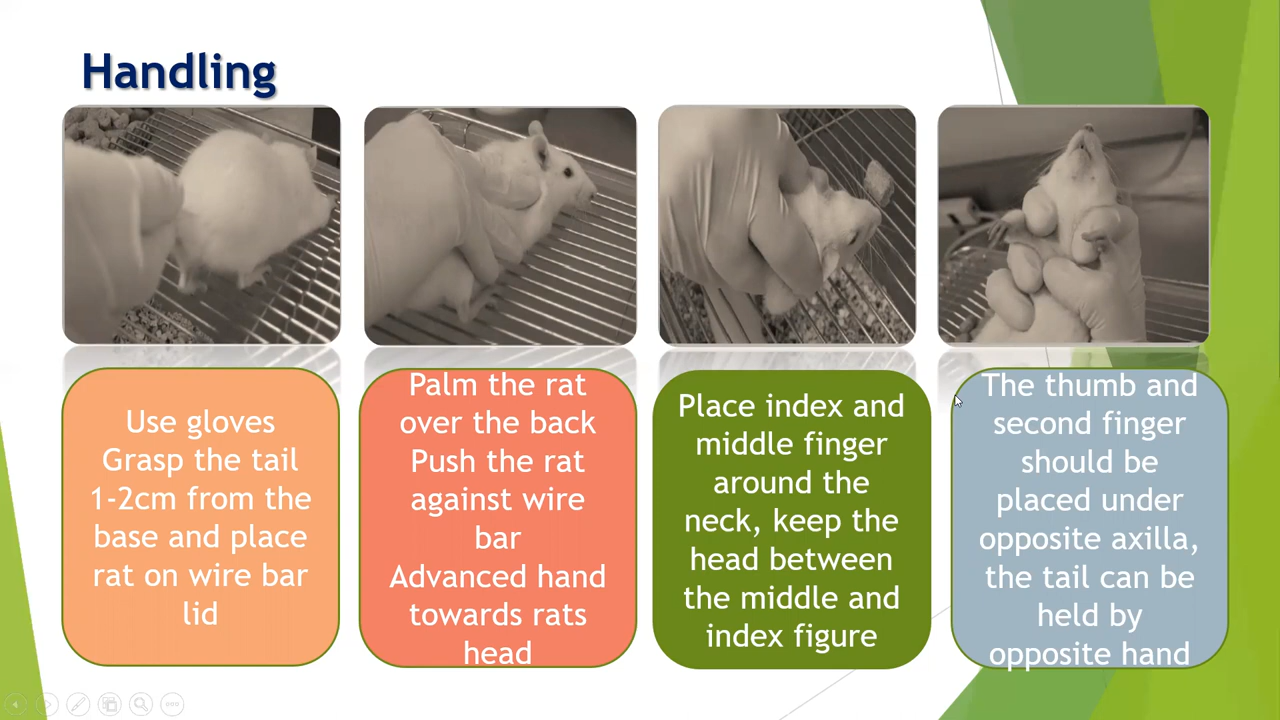 Handling
Use gloves
Grasp the tail
1-2cm from the
base and place
rat on wire bar
lid
Palm the rat
over the back
Push the rat
against wire
bar
Advanced hand
towards rats
head
Place index and
middle finger
around the
neck, keep the
head between
the middle and
index figure
The thumb and
second finger
should be
placed under
opposite axilla,
the tail can be
held by
opposite hand